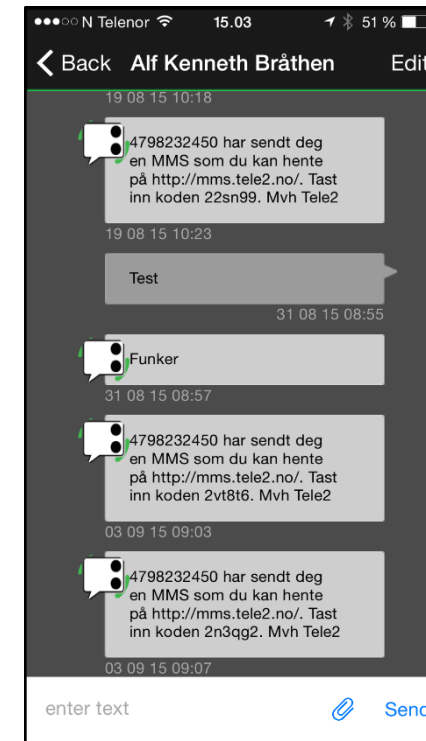 N Telenor 15.03 51 %
Back Alf Kenneth Bråthen Edit
19 08 15 10:18
4798232450 har sendt deg
en MMS som du kan hente
på http://mms.tele2.no/. Tast
inn koden 22sn99. Mvh Tele2
19 08 15 10:23
Test
31 08 15 08:55
Funker
31 08 15 08:57
4798232450 har sendt deg
en MMS som du kan hente
på http://mms.tele2.no/. Tast
inn koden 2vt8t6. Mvh Tele2
03 09 15 09:03
4798232450 har sendt deg
en MMS som du kan hente
på http://mms.tele2.no/. Tast
inn koden 2n3qg2. Mvh Tele2
03 09 15 09:07
enter text Send